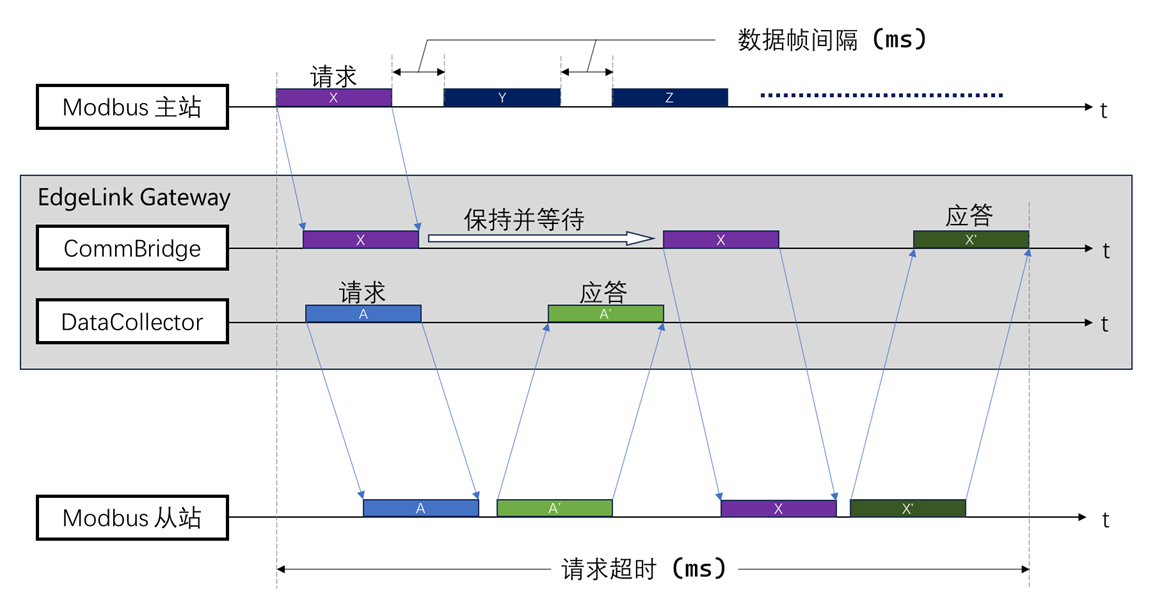 数据帧间隔 (ms)
请求
Modbus 主站
X
Y
Z
t
EdgeLink Gateway
CommBridge
X
保持并等待
X
应答
X'
t
DataCollector
请求
A
应答
A'
t
Modbus 从站
A
A'
X
X'
t
请求超时 (ms)